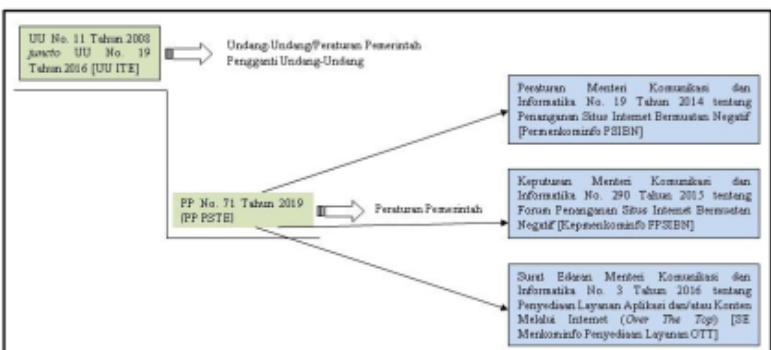 UU No. 11 Tahun 2008
juncto UU No. 19
Tahun 2016 [UU ITE]
Undang-Undang/Peraturan Pemerintah
Pengganti Undang-Undang
Peraturan Menteri Komunikasi dan
Informatika No. 19 Tahun 2014 tentang
Penanganan Situs Internet Bermuatan Negatif
[Permenkominfo PSIBN]
PP No. 71 Tahun 2019
(PP PSTE]
Peraturan Pemerintah
Keputusan Menteri Komunikasi dan
Informatika No. 290 Tahun 2015 tentang
Forum Penanganan Situs Internet Bermuatan
Negatif [Kepmenkominfo FPSIBN]
Surat Edaran Menteri Komunikasi dan
Informatika No. 3 Tahun 2016 tentang
Penyediaan Layanan Aplikasi dan/atau Konten
Melalui Internet (Over The Top) [SE
Menkominfo Penyediaan Layanan OTT]